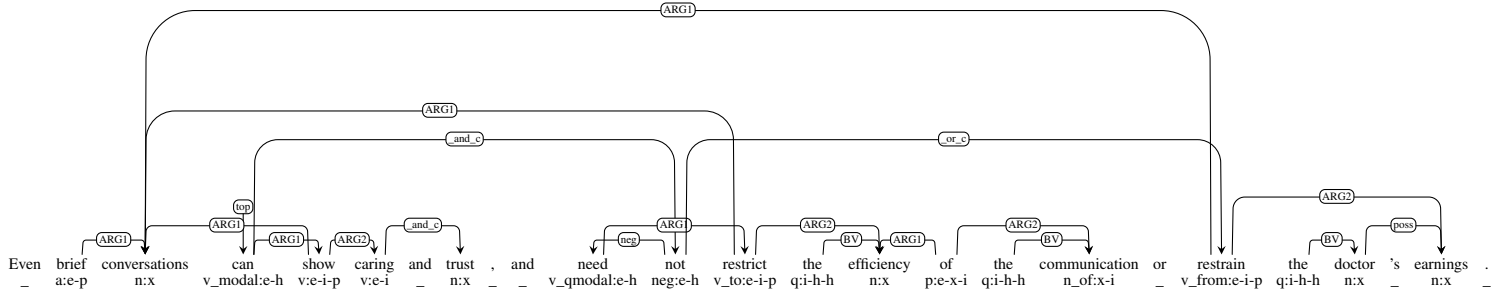 ARG1
ARG1
_and_c _or_c
top ARG2
ARG1 _and_c ARG1 ARG2 ARG2 poss
ARG1 ARG1 ARG2 neg BV ARG1 BV BV
Even brief conversations can show caring and trust , and need not restrict the efficiency of the communication or restrain the doctor 's earnings .
_ a:e-p n:x v_modal:e-h v:e-i-p v:e-i _ n:x _ _ v_qmodal:e-h neg:e-h v_to:e-i-p q:i-h-h n:x p:e-x-i q:i-h-h n_of:x-i _ v_from:e-i-p q:i-h-h n:x _ n:x _